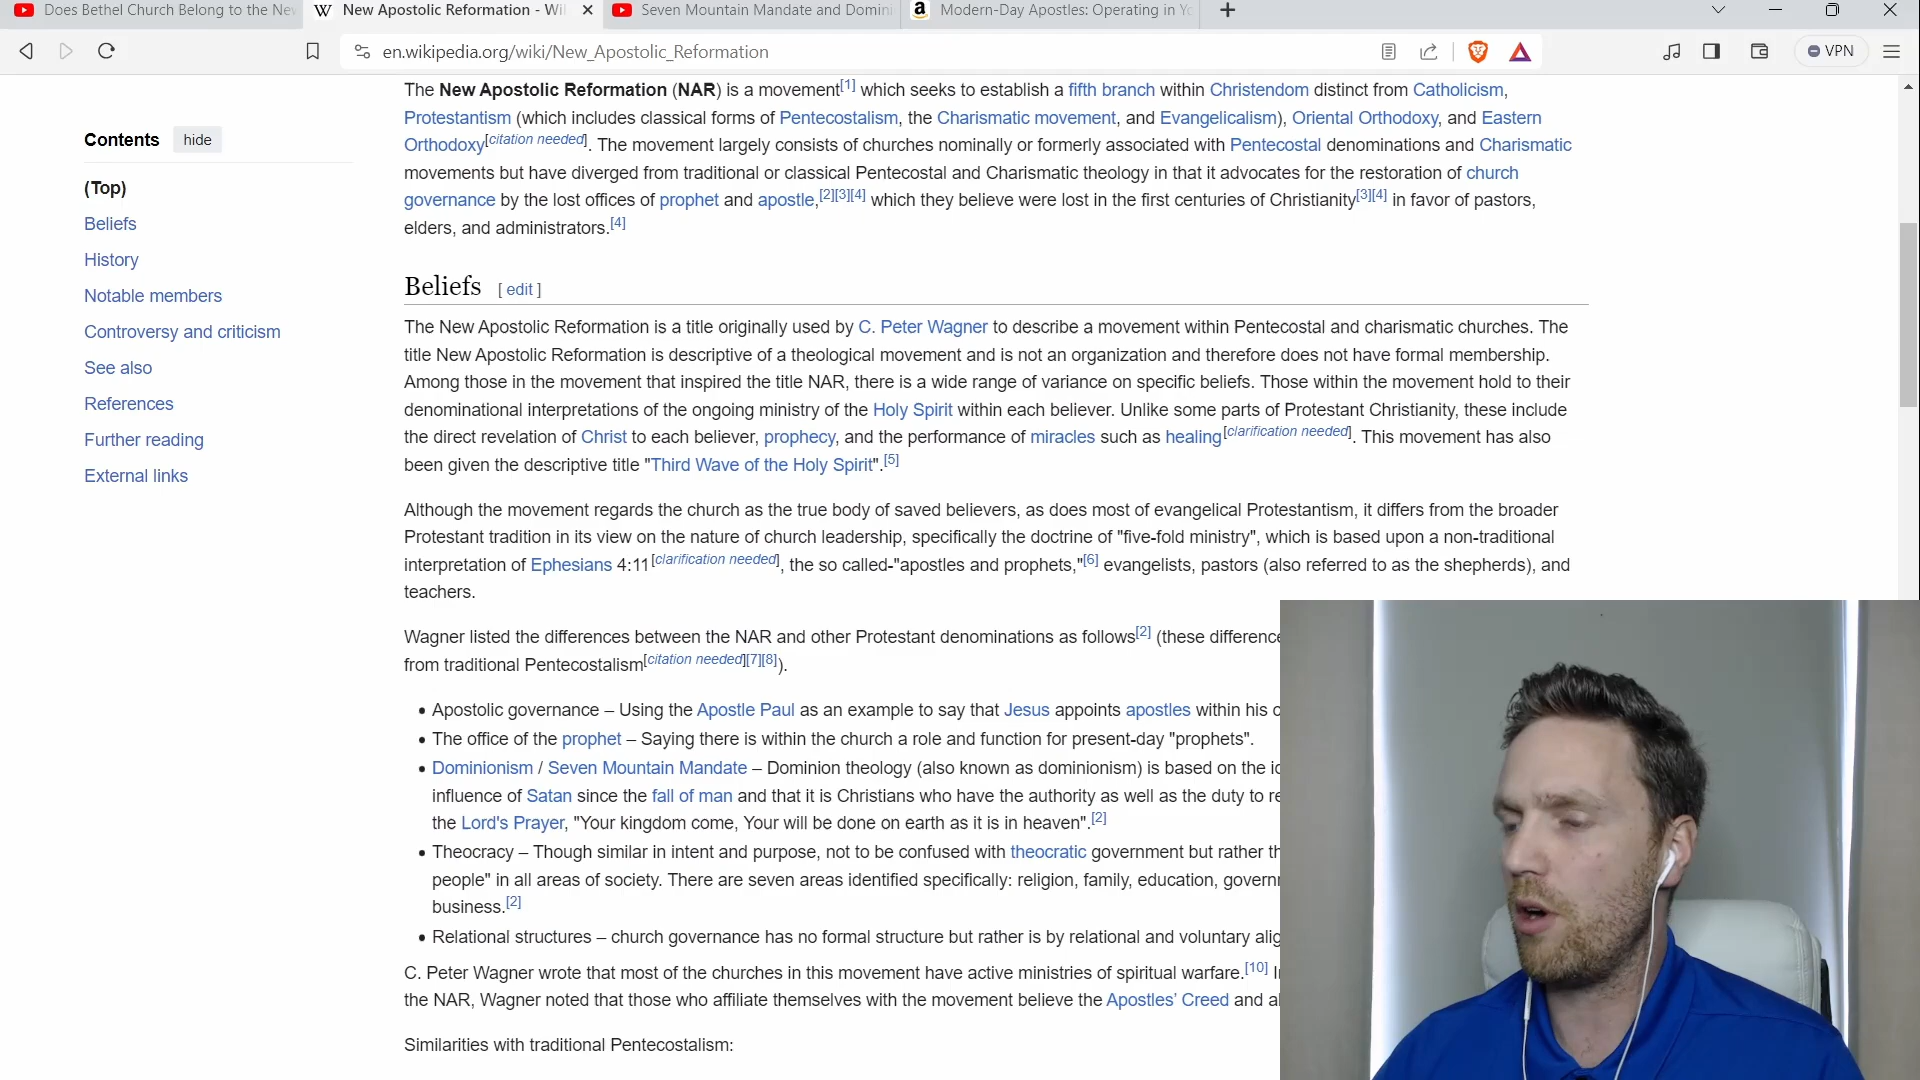 Does Bethel Church Belong to the Ne
New Apostolic Reformation - Wi
Seven Mountain Mandate and Domini
Modern-Day Apostles: Operating in Yo
en.wikipedia.org/wiki/New_Apostolic_Reformation
VPN
Contents hide
(Top)
Beliefs
History
Notable members
Controversy and criticism
See also
References
Further reading
External links
The New Apostolic Reformation (NAR) is a movement[1] which seeks to establish a fifth branch within Christendom distinct from Catholicism,
Protestantism (which includes classical forms of Pentecostalism, the Charismatic movement, and Evangelicalism), Oriental Orthodoxy, and Eastern
Orthodoxy[citation needed]. The movement largely consists of churches nominally or formerly associated with Pentecostal denominations and Charismatic
movements but have diverged from traditional or classical Pentecostal and Charismatic theology in that it advocates for the restoration of church
governance by the lost offices of prophet and apostle,[2][3][4] which they believe were lost in the first centuries of Christianity[3][4] in favor of pastors,
elders, and administrators.[4]
Beliefs [ edit ]
The New Apostolic Reformation is a title originally used by C. Peter Wagner to describe a movement within Pentecostal and charismatic churches. The
title New Apostolic Reformation is descriptive of a theological movement and is not an organization and therefore does not have formal membership.
Among those in the movement that inspired the title NAR, there is a wide range of variance on specific beliefs. Those within the movement hold to their
denominational interpretations of the ongoing ministry of the Holy Spirit within each believer. Unlike some parts of Protestant Christianity, these include
the direct revelation of Christ to each believer, prophecy, and the performance of miracles such as healing[clarification needed]. This movement has also
been given the descriptive title "Third Wave of the Holy Spirit".[5]
Although the movement regards the church as the true body of saved believers, as does most of evangelical Protestantism, it differs from the broader
Protestant tradition in its view on the nature of church leadership, specifically the doctrine of "five-fold ministry", which is based upon a non-traditional
interpretation of Ephesians 4:11[clarification needed], the so called-"apostles and prophets,"[6] evangelists, pastors (also referred to as the shepherds), and
teachers.
Wagner listed the differences between the NAR and other Protestant denominations as follows[2] (these difference
from traditional Pentecostalism[citation needed][7][8]).
• Apostolic governance – Using the Apostle Paul as an example to say that Jesus appoints apostles within his c
• The office of the prophet – Saying there is within the church a role and function for present-day "prophets".
• Dominionism / Seven Mountain Mandate – Dominion theology (also known as dominionism) is based on the
influence of Satan since the fall of man and that it is Christians who have the authority as well as the duty to re
the Lord's Prayer, "Your kingdom come, Your will be done on earth as it is in heaven".[2]
• Theocracy – Though similar in intent and purpose, not to be confused with theocratic government but rather th
people" in all areas of society. There are seven areas identified specifically: religion, family, education, govern
business.[2]
• Relational structures – church governance has no formal structure but rather is by relational and voluntary alig
C. Peter Wagner wrote that most of the churches in this movement have active ministries of spiritual warfare.[10] I
the NAR, Wagner noted that those who affiliate themselves with the movement believe the Apostles' Creed and al
Similarities with traditional Pentecostalism: